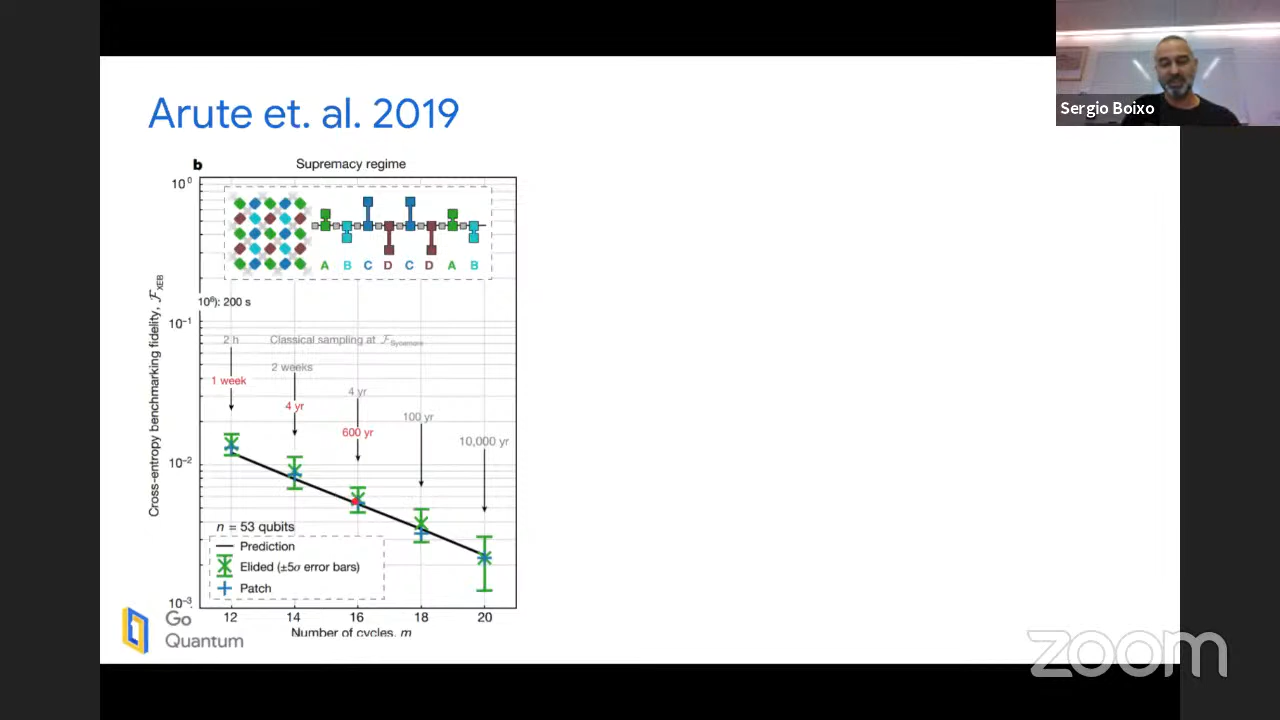 Sergio Boixo
Arute et. al. 2019
b
Supremacy regime
10⁰
A B C D C D A B
10⁶): 200 s
10⁻¹
2 h
Classical sampling at ℱSycamore
2 weeks
1 week
4 yr
4 yr
100 yr
600 yr
10,000 yr
10⁻²
Cross-entropy benchmarking fidelity, ℱXEB
n = 53 qubits
Prediction
Elided (±5σ error bars)
Patch
10⁻³
12 14 16 18 20
Number of cycles, m
Go
Quantum
zoom